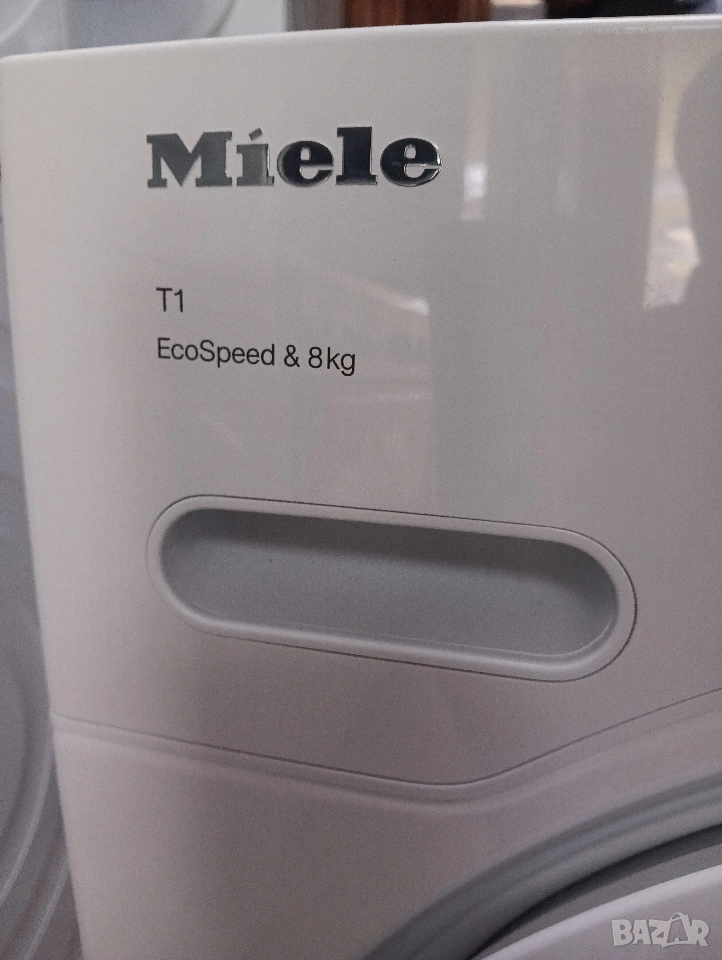 Miele
T1
EcoSpeed & 8kg
BAZAR